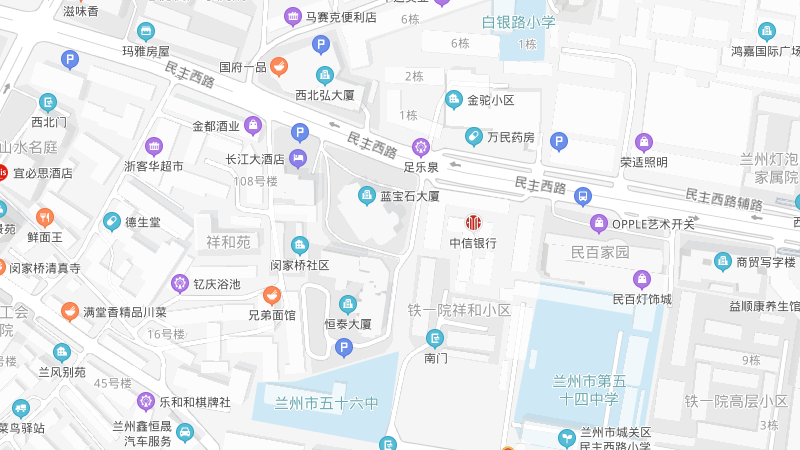 滋味香
马赛克便利店
6栋
白银路小学
玛雅房屋
6栋
1栋
鸿嘉国际广场
国府一品
民主西路
2栋
西北弘大厦
金驼小区
西北门
1栋
金都酒业
民主西路
万民药房
山水名庭
浙客华超市
长江大酒店
足乐泉
荣适照明
兰州灯泡
家属院
宜必思酒店
108号楼
蓝宝石大厦
民主西路
民主西路辅路
德生堂
OPPLE艺术开关
鲜面王
祥和苑
中信银行
民百家园
闵家桥清真寺
闵家桥社区
商贸写字楼
钇庆浴池
民百灯饰城
满堂香精品川菜
兄弟面馆
恒泰大厦
铁一院祥和小区
益顺康养生馆
工会
院
16号楼
南门
9栋
兰风别苑
45号楼
兰州市第五
十四中学
乐和和棋牌社
兰州市五十六中
铁一院高层小区
菜鸟驿站
兰州鑫恒晟
汽车服务
兰州市城关区
民主西路小学
3栋